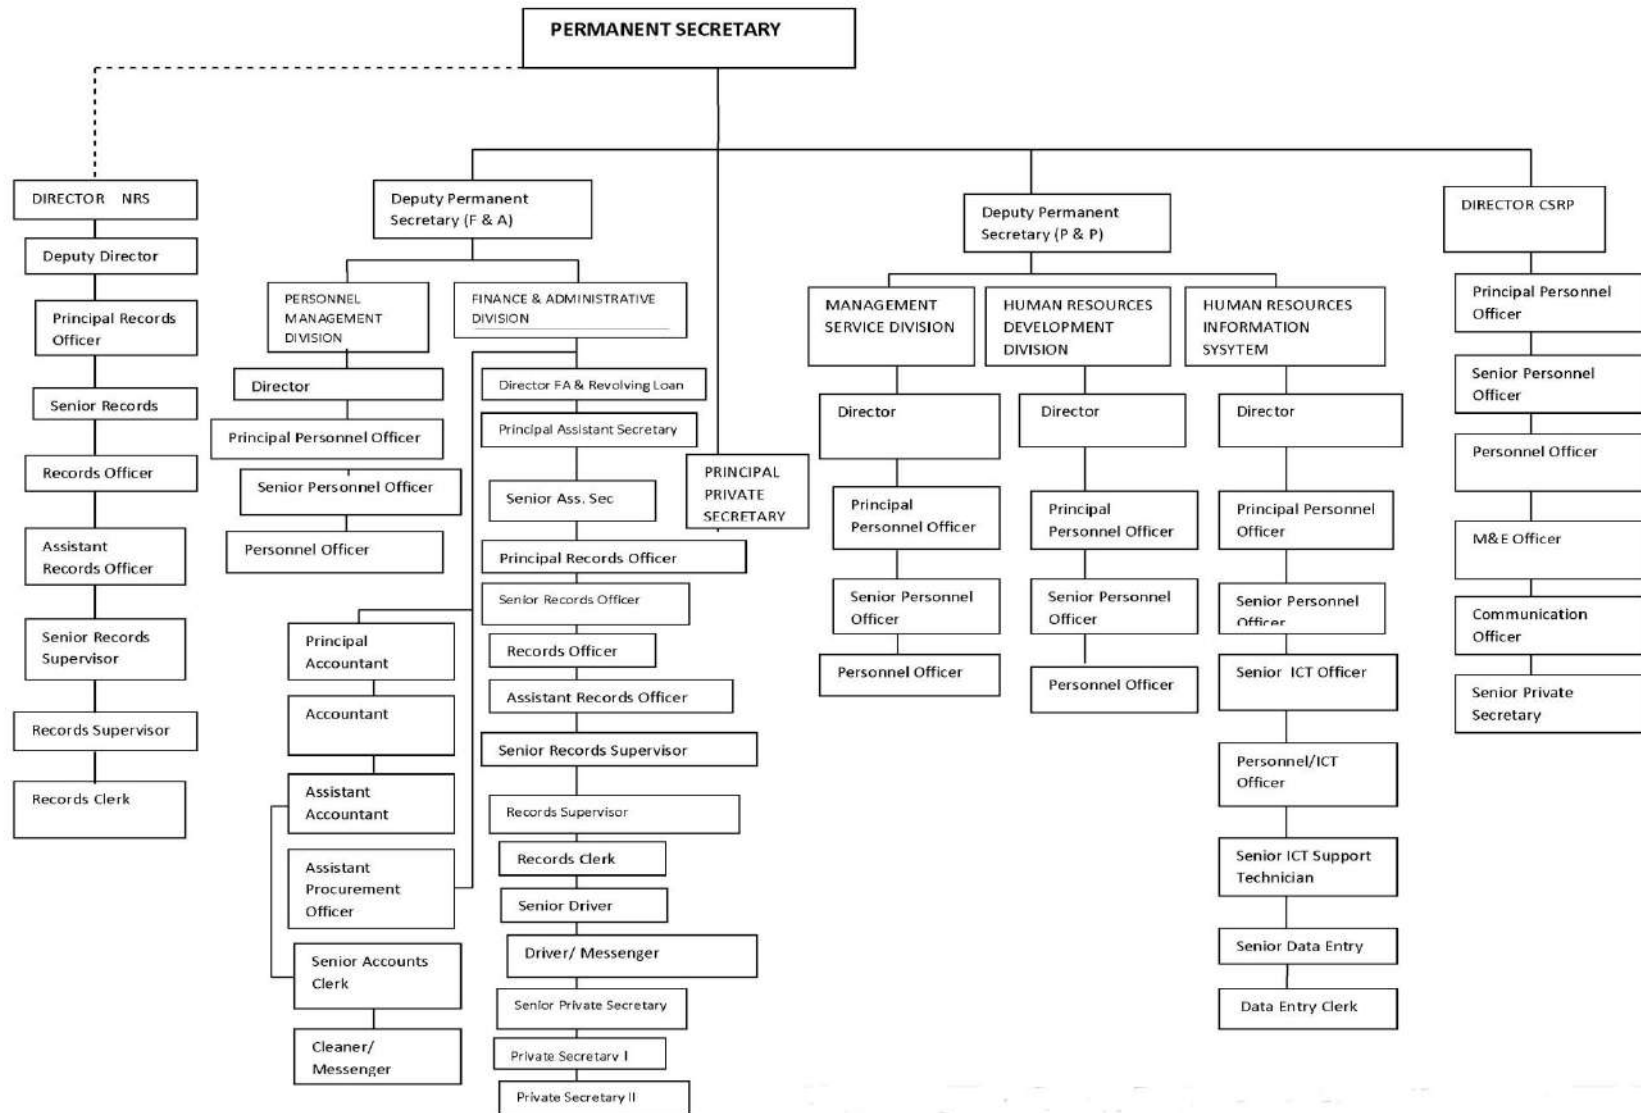 PERMANENT SECRETARY
DIRECTOR NRS
Deputy Director
Principal Records
Officer
Senior Records
Records Officer
Assistant
Records Officer
Senior Records
Supervisor
Records Supervisor
Records Clerk
Deputy Permanent
Secretary (F & A)
PERSONNEL
MANAGEMENT
DIVISION
Director
Principal Personnel Officer
Senior Personnel Officer
Personnel Officer
FINANCE & ADMINISTRATIVE
DIVISION
Director FA & Revolving Loan
Principal Assistant Secretary
Senior Ass. Sec
Principal Records Officer
Senior Records Officer
Records Officer
Assistant Records Officer
Senior Records Supervisor
Records Supervisor
Records Clerk
Senior Driver
Driver/ Messenger
Senior Private Secretary
Private Secretary I
Private Secretary II
Principal
Accountant
Accountant
Assistant
Accountant
Assistant
Procurement
Officer
Senior Accounts
Clerk
Cleaner/
Messenger
PRINCIPAL
PRIVATE
SECRETARY
Deputy Permanent
Secretary (P & P)
MANAGEMENT
SERVICE DIVISION
Director
Principal
Personnel Officer
Senior Personnel
Officer
Personnel Officer
HUMAN RESOURCES
DEVELOPMENT
DIVISION
Director
Principal
Personnel Officer
Senior Personnel
Officer
Personnel Officer
HUMAN RESOURCES
INFORMATION
SYSYTEM
Director
Principal Personnel
Officer
Senior Personnel
Officer
Senior ICT Officer
Personnel/ICT
Officer
Senior ICT Support
Technician
Senior Data Entry
Data Entry Clerk
DIRECTOR CSRP
Principal Personnel
Officer
Senior Personnel
Officer
Personnel Officer
M&E Officer
Communication
Officer
Senior Private
Secretary